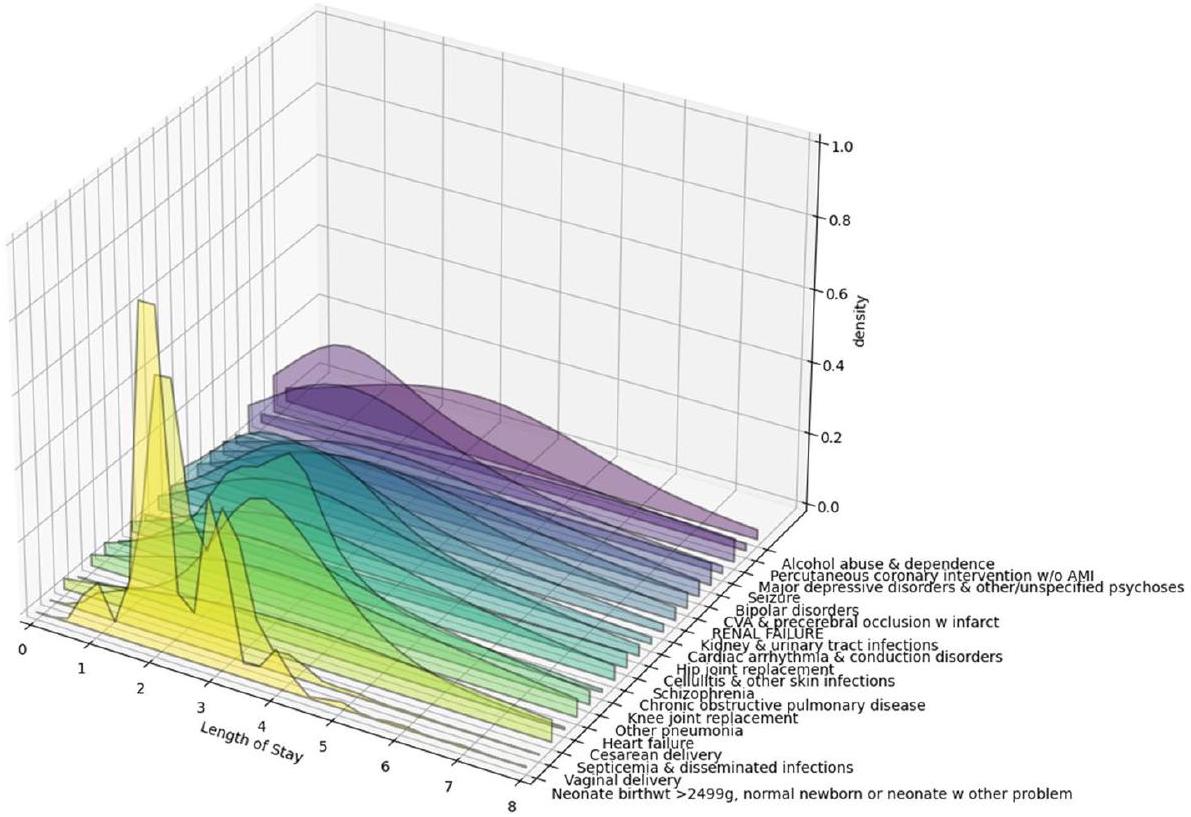 1.0
0.8
0.6
density
0.4
0.2
0.0
Alcohol abuse & dependence
Percutaneous coronary intervention w/o AMI
Major depressive disorders & other/unspecified psychoses
Seizure
Bipolar disorders
CVA & precerebral occlusion w infarct
RENAL FAILURE
Kidney & urinary tract infections
Cardiac arrhythmia & conduction disorders
Hip joint replacement
Cellulitis & other skin infections
Schizophrenia
Chronic obstructive pulmonary disease
Knee joint replacement
Other pneumonia
Heart failure
Cesarean delivery
Septicemia & disseminated infections
Vaginal delivery
Neonate birthwt >2499g, normal newborn or neonate w other problem
0
1
2
3
4
5
6
7
8
Length of Stay